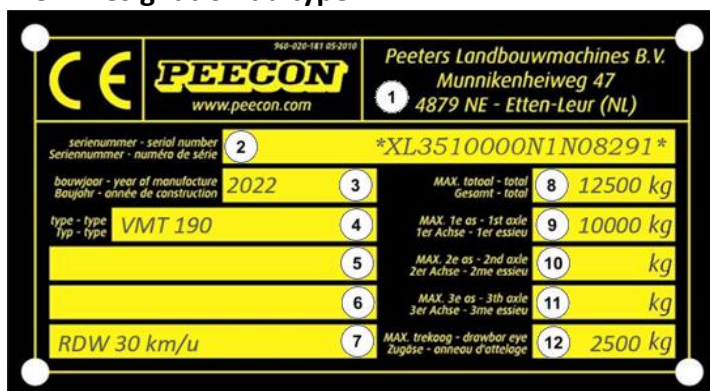 960-020-181 05-2010
CE
PEECON
www.peecon.com
Peeters Landbouwmachines B.V.
Munnikenheiweg 47
1
4879 NE - Etten-Leur (NL)
serienummer - serial number
Seriennummer - numéro de série
2
*XL3510000N1N08291*
bouwjaar - year of manufacture
Baujahr - année de construction
2022
3
MAX. totaal - total
Gesamt - total
8
12500 kg
type - type
Typ - type
VMT 190
4
MAX. 1e as - 1st axle
1er Achse - 1er essieu
9
10000 kg
5
MAX. 2e as - 2nd axle
2er Achse - 2me essieu
10
kg
6
MAX. 3e as - 3th axle
3er Achse - 3me essieu
11
kg
RDW 30 km/u
7
MAX. trekoog - drawbar eye
Zugöse - anneau d'attelage
12
2500 kg